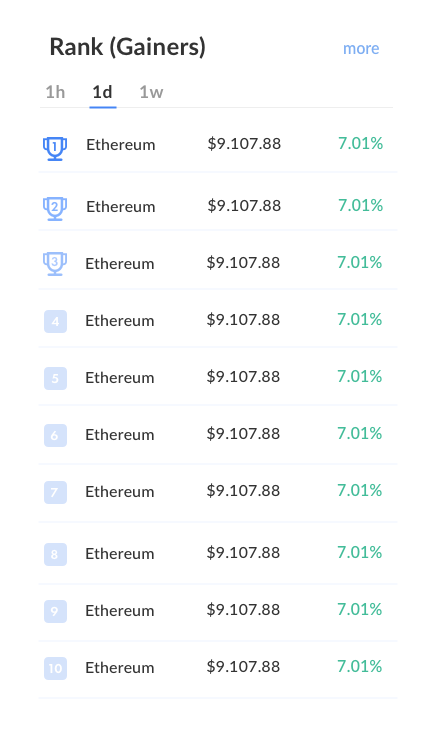 Rank (Gainers) more
1h 1d 1w
1 Ethereum $9.107.88 7.01%
2 Ethereum $9.107.88 7.01%
3 Ethereum $9.107.88 7.01%
4 Ethereum $9.107.88 7.01%
5 Ethereum $9.107.88 7.01%
6 Ethereum $9.107.88 7.01%
7 Ethereum $9.107.88 7.01%
8 Ethereum $9.107.88 7.01%
9 Ethereum $9.107.88 7.01%
10 Ethereum $9.107.88 7.01%